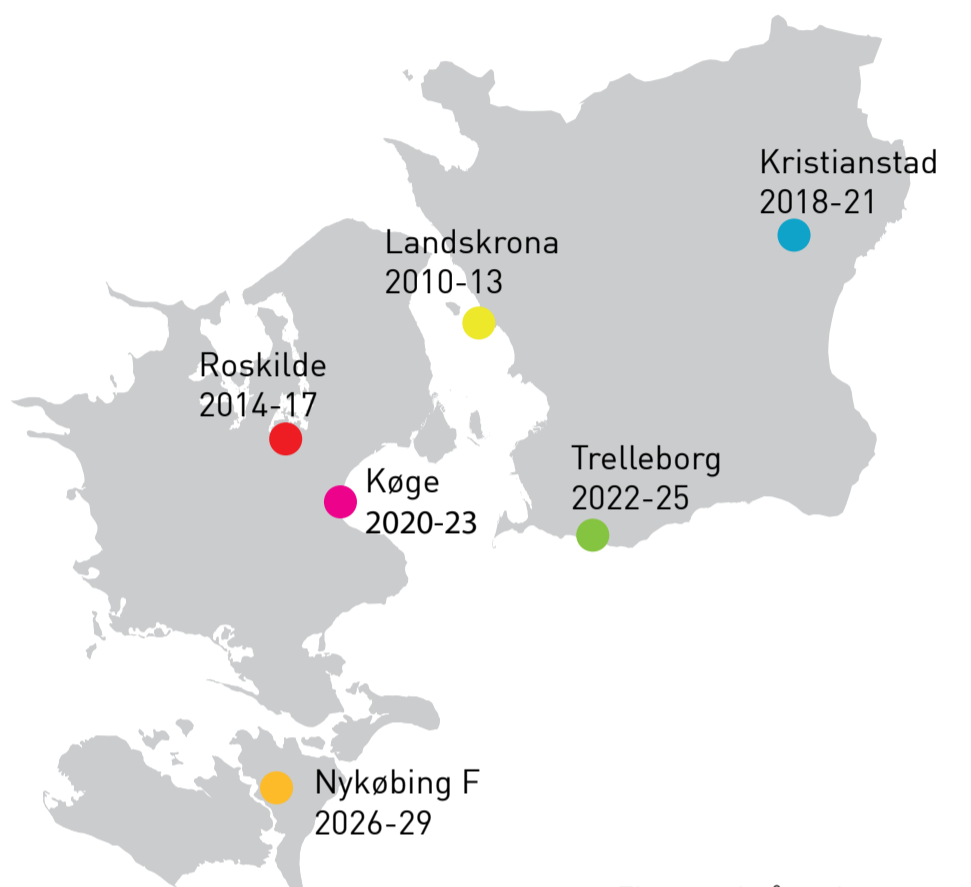 Kristianstad
2018-21
Landskrona
2010-13
Roskilde
2014-17
Trelleborg
2022-25
Køge
2020-23
Nykøbing F
2026-29